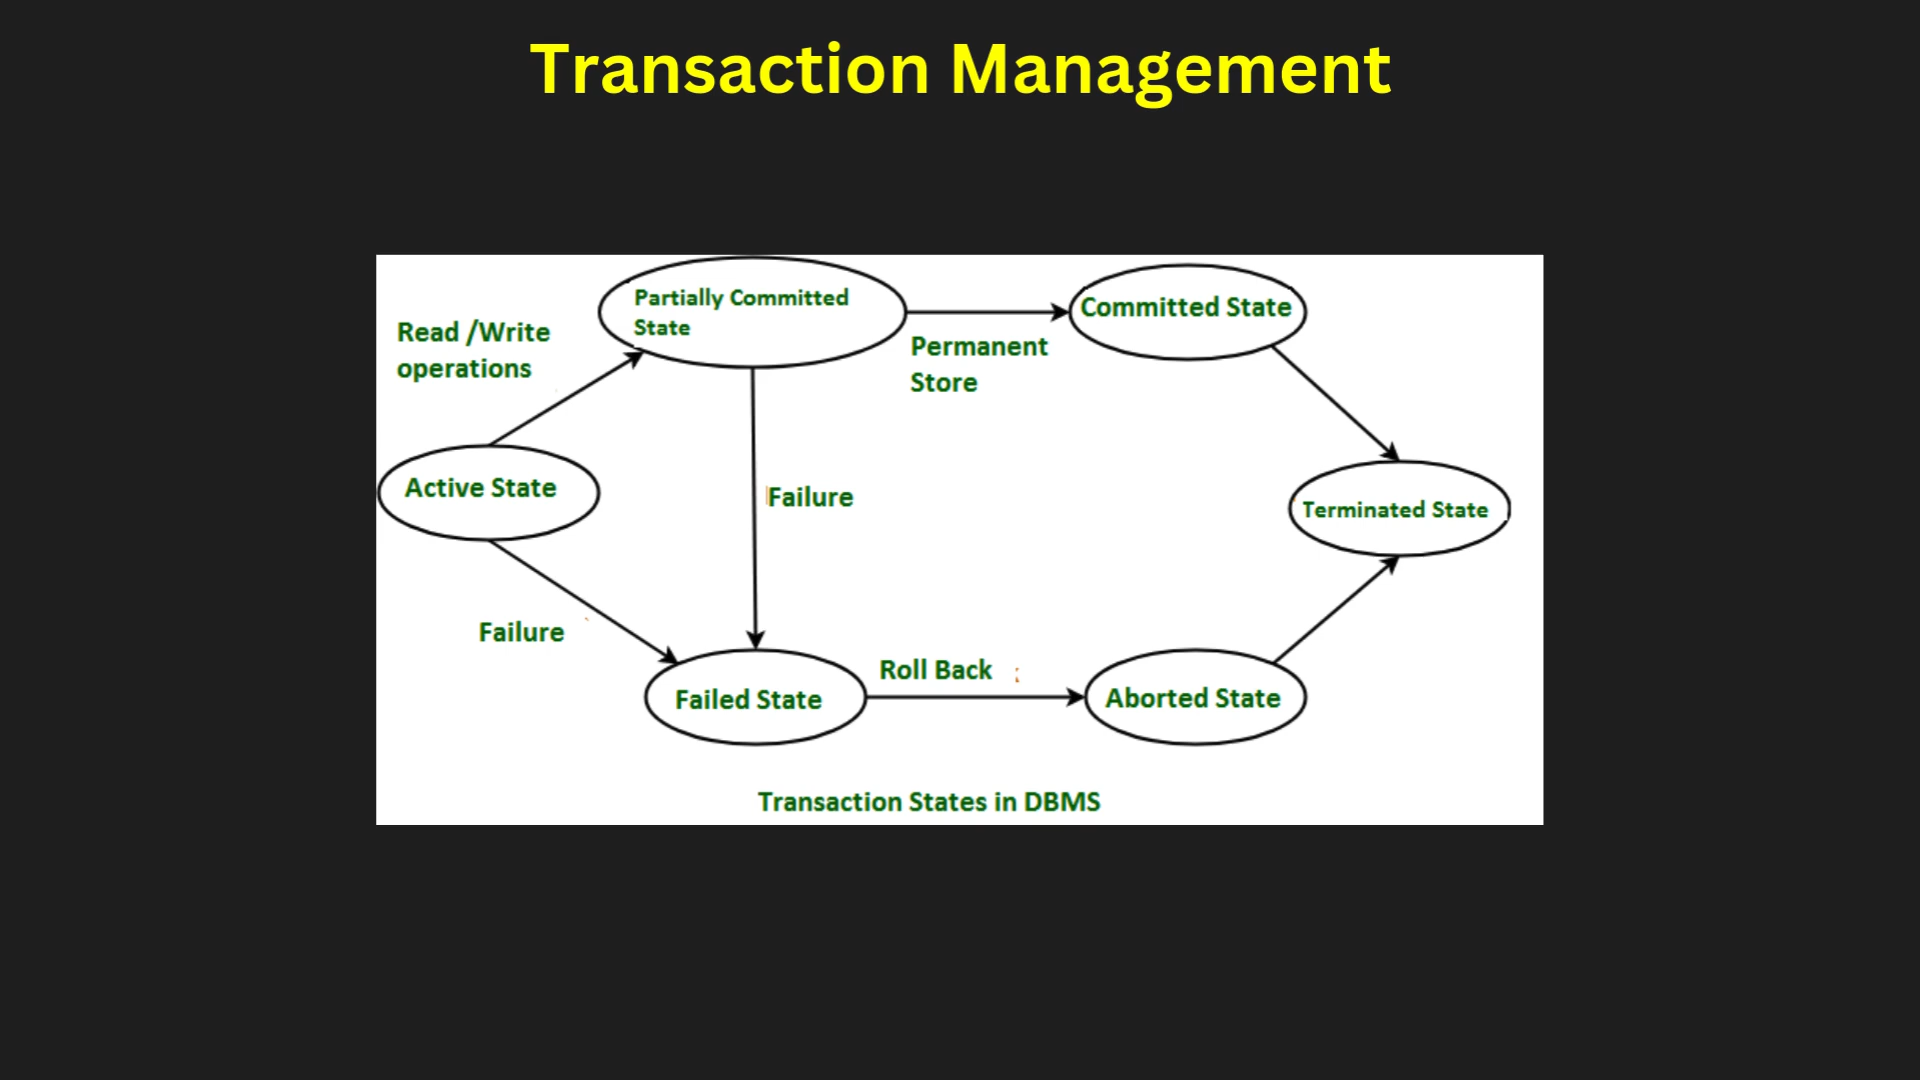 Transaction Management
Partially Committed
State
Committed State
Read /Write
operations
Permanent
Store
Active State
Failure
Terminated State
Failure
Roll Back
Failed State
Aborted State
Transaction States in DBMS